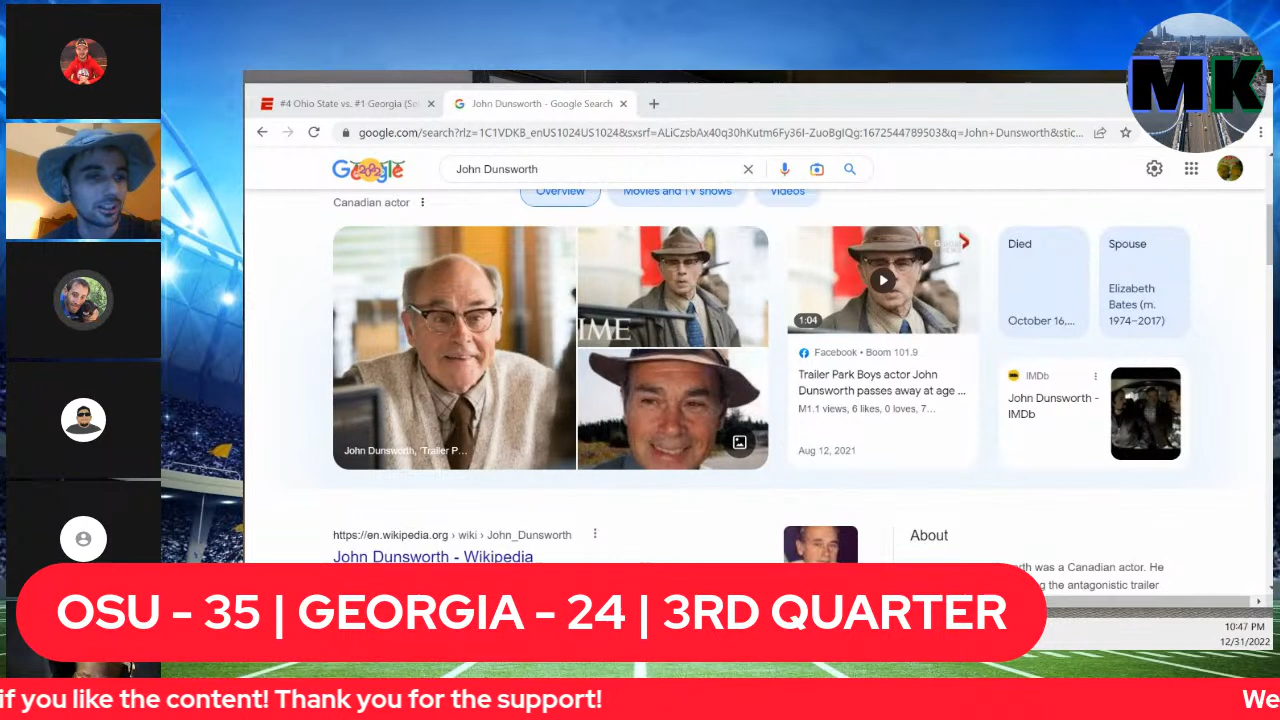 MK
#4 Ohio State vs. #1 Georgia (So
John Dunsworth - Google Search
google.com/search?rlz=1C1VDKB_enUS1024US1024&sxsrf=ALiCzsbAx40q30hKutm6Fy36I-ZuoBgIQg:1672544789503&q=John+Dunsworth&stic...
Google
John Dunsworth
Overview
Movies and TV shows
Videos
Canadian actor
John Dunsworth, 'Trailer P...
TIME
1:04
Facebook • Boom 101.9
Trailer Park Boys actor John
Dunsworth passes away at age ...
M1.1 views, 6 likes, 0 loves, 7...
Aug 12, 2021
Died
October 16,...
Spouse
Elizabeth
Bates (m.
1974–2017)
IMDb
John Dunsworth -
IMDb
https://en.wikipedia.org › wiki › John_Dunsworth
John Dunsworth - Wikipedia
About
rth was a Canadian actor. He
ng the antagonistic trailer
OSU - 35 | GEORGIA - 24 | 3RD QUARTER
10:47 PM
12/31/2022
if you like the content! Thank you for the support!
We